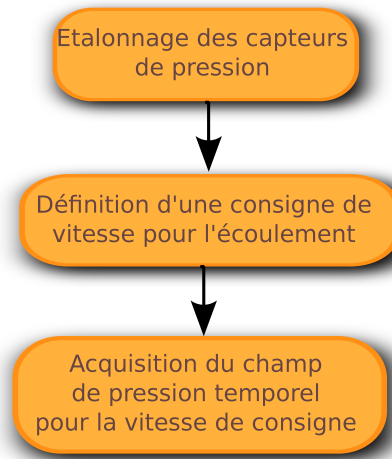 Etalonnage des capteurs
de pression
Définition d'une consigne de
vitesse pour l'écoulement
Acquisition du champ
de pression temporel
pour la vitesse de consigne